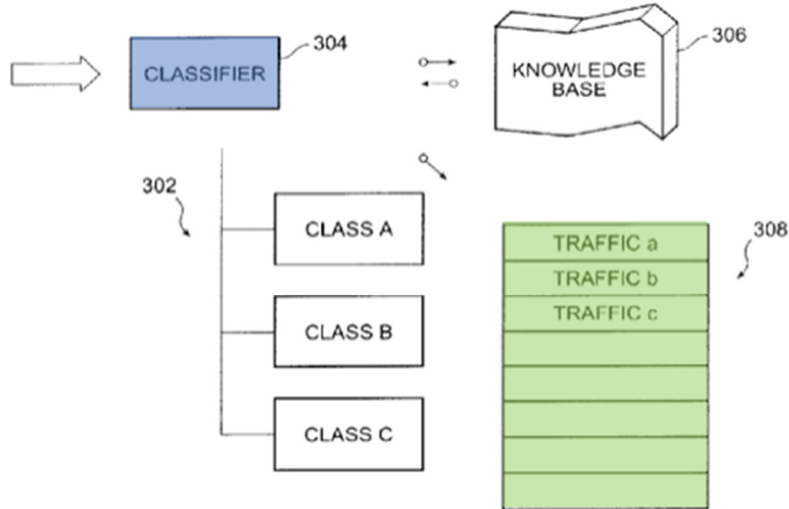 304
CLASSIFIER
306
KNOWLEDGE
BASE
302
CLASS A
CLASS B
CLASS C
308
TRAFFIC a
TRAFFIC b
TRAFFIC c